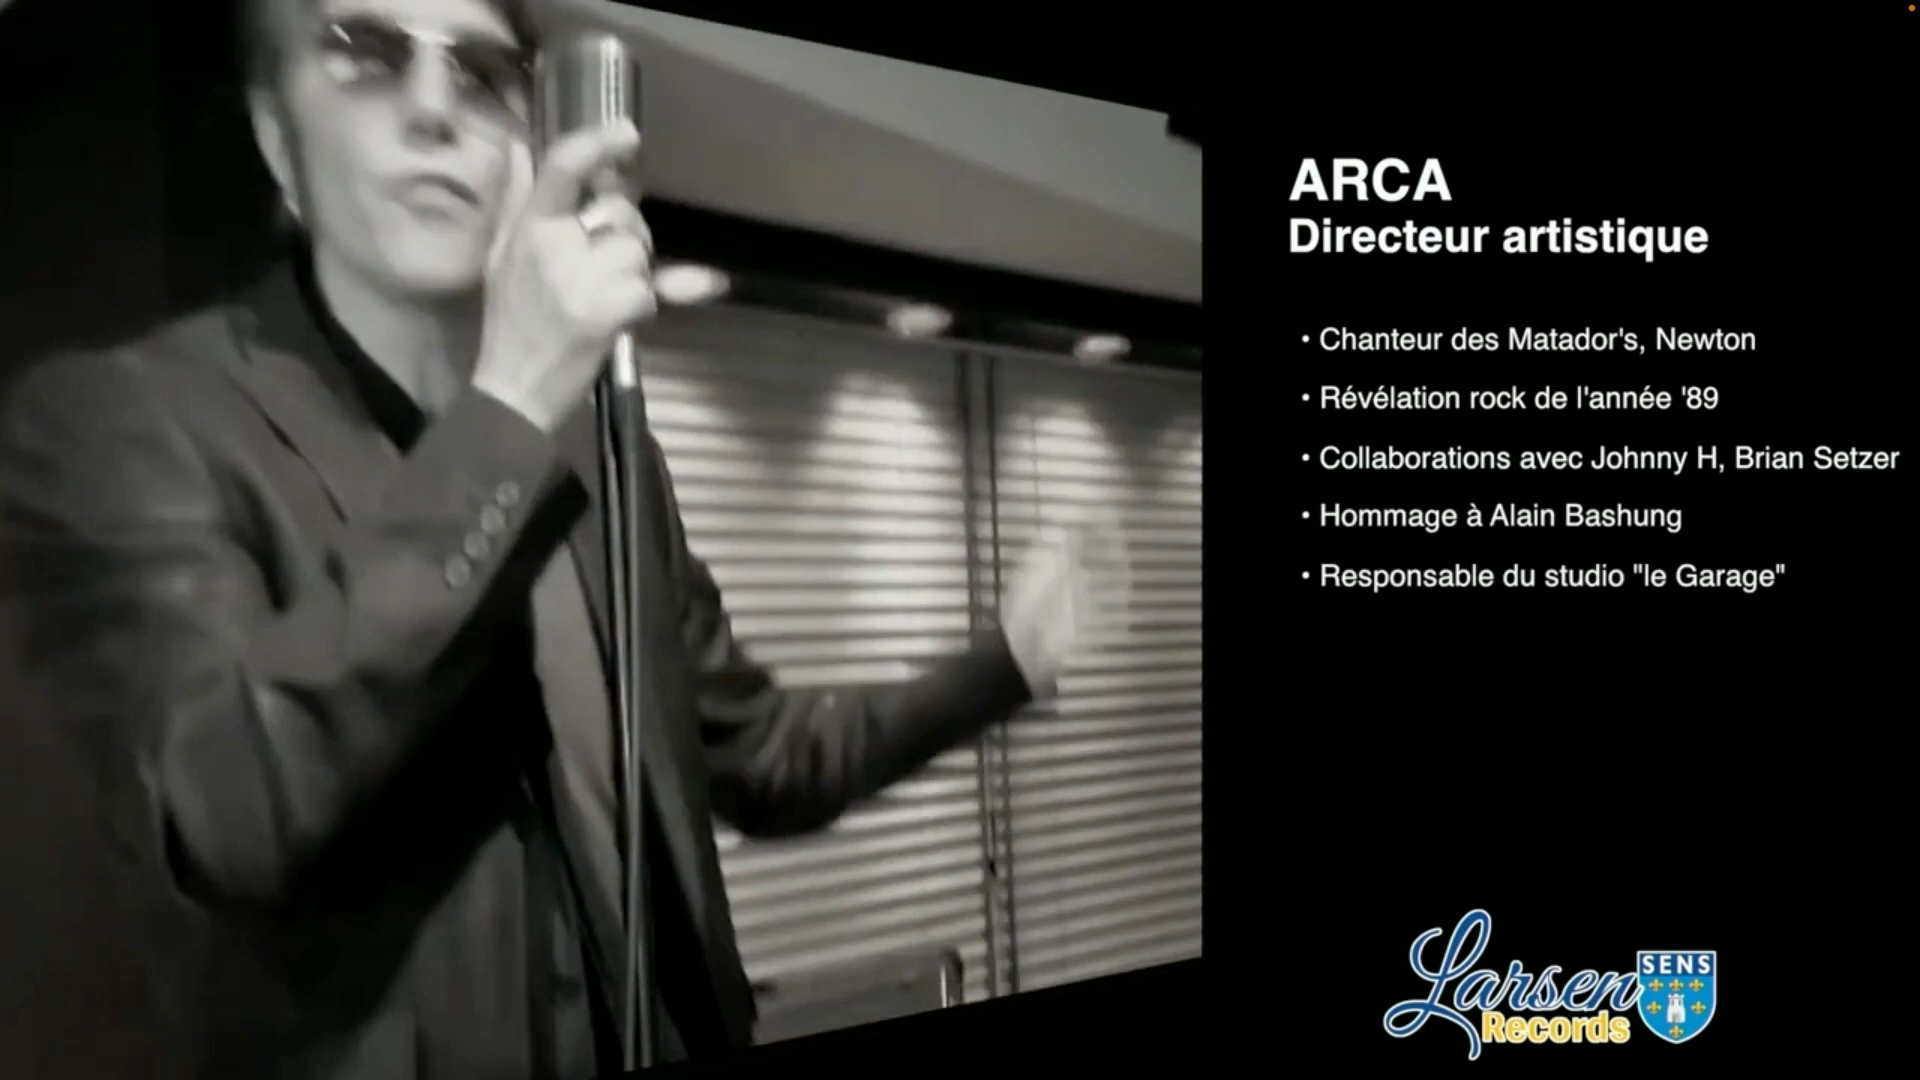 ARCA
Directeur artistique
• Chanteur des Matador's, Newton
• Révélation rock de l'année '89
• Collaborations avec Johnny H, Brian Setzer
• Hommage à Alain Bashung
• Responsable du studio "le Garage"
Larsen
Records
SENS